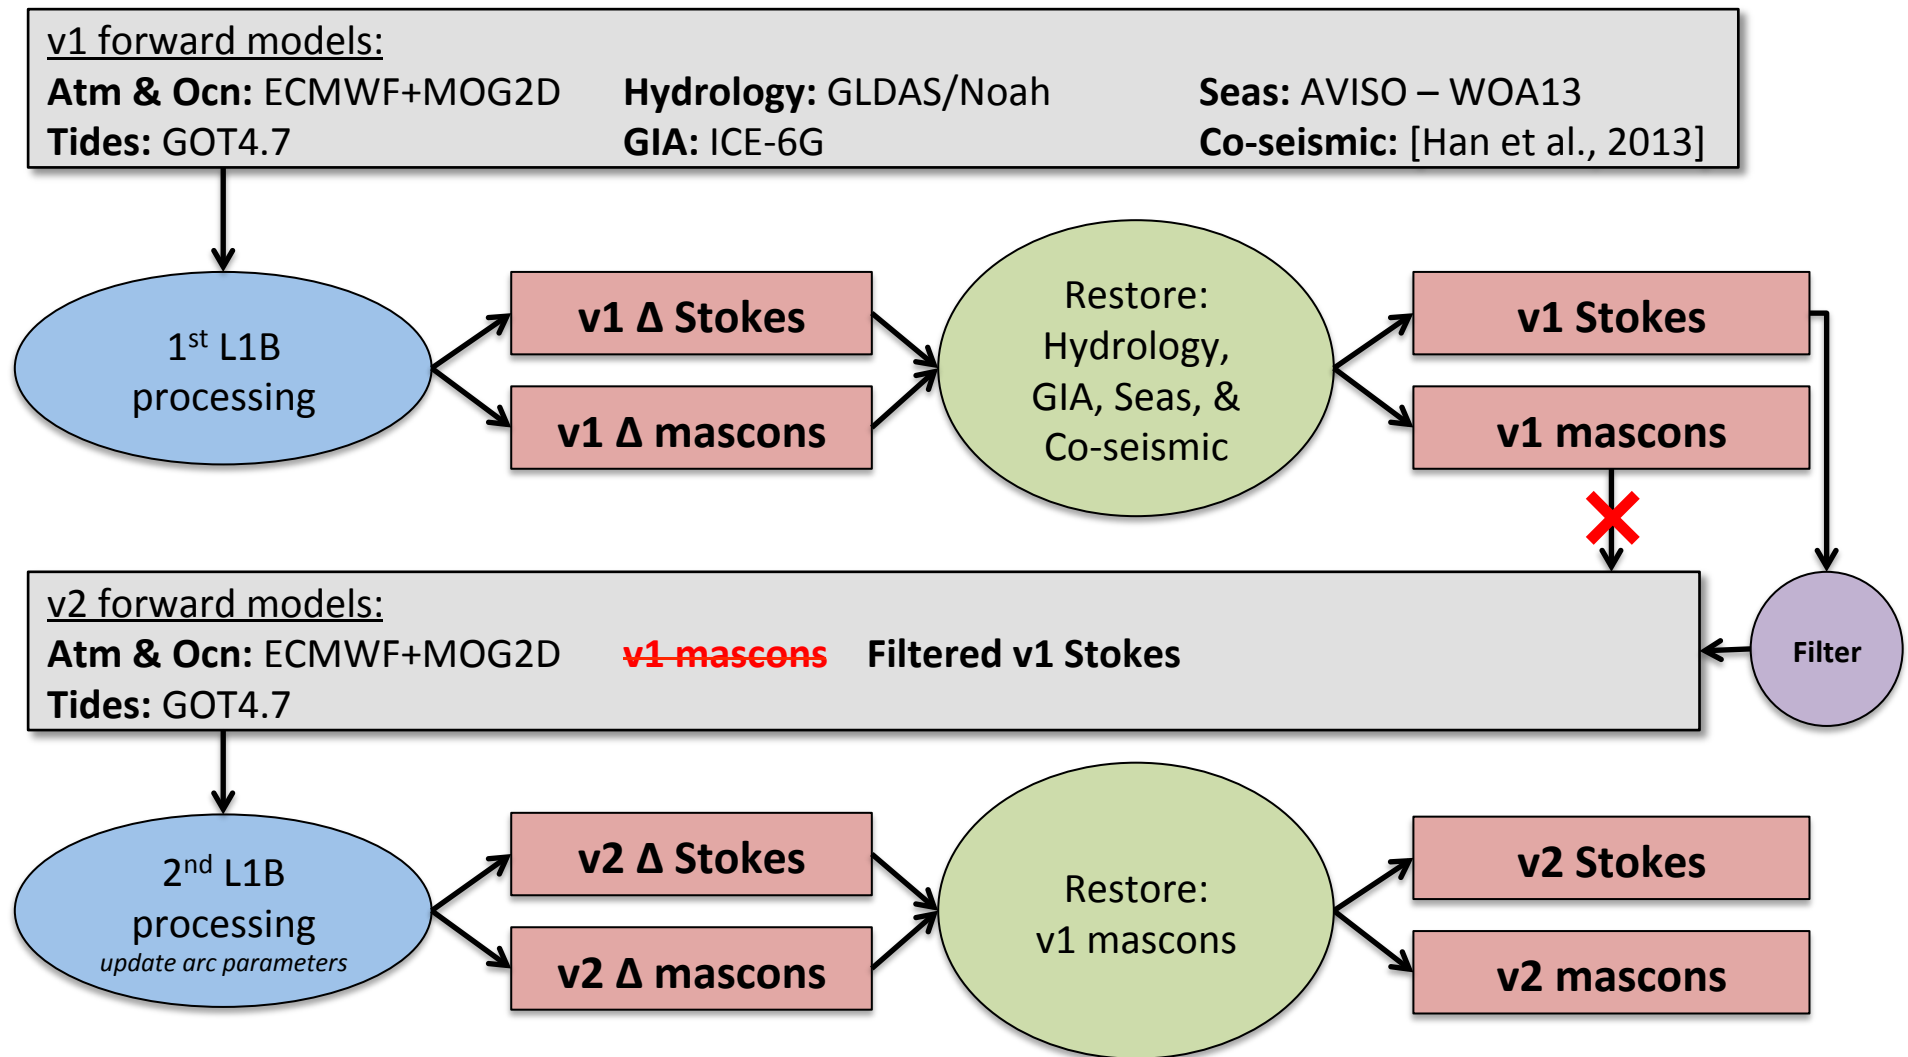 v1 forward models:
Atm & Ocn: ECMWF+MOG2D Hydrology: GLDAS/Noah Seas: AVISO – WOA13
Tides: GOT4.7 GIA: ICE-6G Co-seismic: [Han et al., 2013]
1st L1B
processing
v1 Δ Stokes
v1 Δ mascons
Restore:
Hydrology,
GIA, Seas, &
Co-seismic
v1 Stokes
v1 mascons
v2 forward models:
Atm & Ocn: ECMWF+MOG2D v1 mascons Filtered v1 Stokes
Tides: GOT4.7
Filter
2nd L1B
processing
update arc parameters
v2 Δ Stokes
v2 Δ mascons
Restore:
v1 mascons
v2 Stokes
v2 mascons